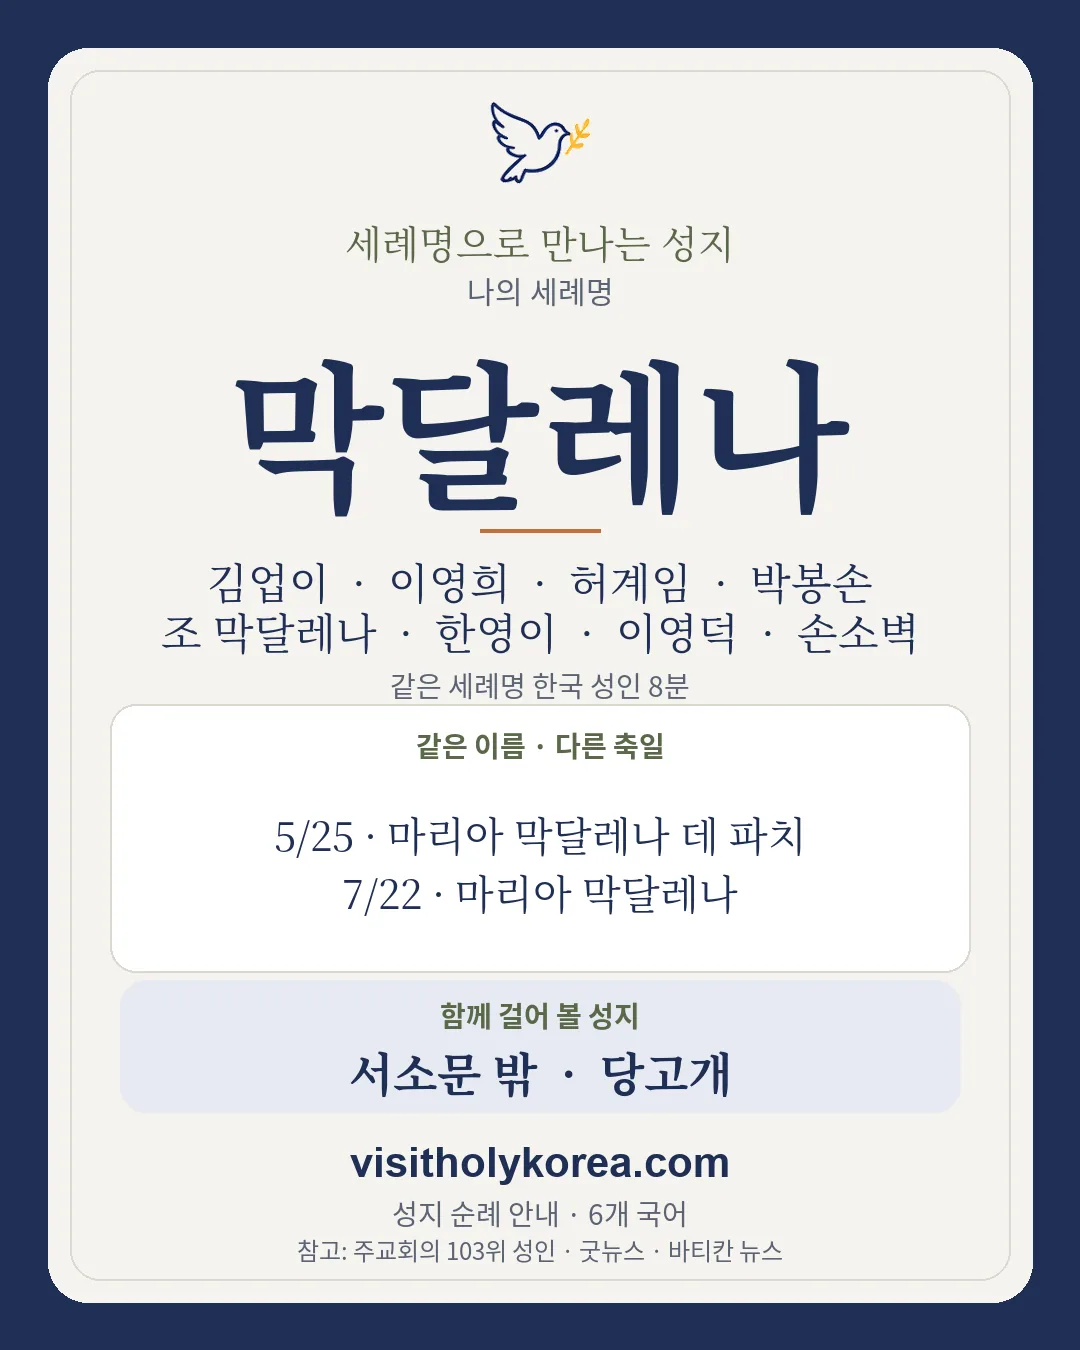 세례명으로 만나는 성지
나의 세례명
막달레나
김업이 · 이영희 · 허계임 · 박봉손
조 막달레나 · 한영이 · 이영덕 · 손소벽
같은 세례명 한국 성인 8분
같은 이름 · 다른 축일
5/25 · 마리아 막달레나 데 파치
7/22 · 마리아 막달레나
함께 걸어 볼 성지
서소문 밖 · 당고개
visitholykorea.com
성지 순례 안내 · 6개 국어
참고: 주교회의 103위 성인 · 굿뉴스 · 바티칸 뉴스